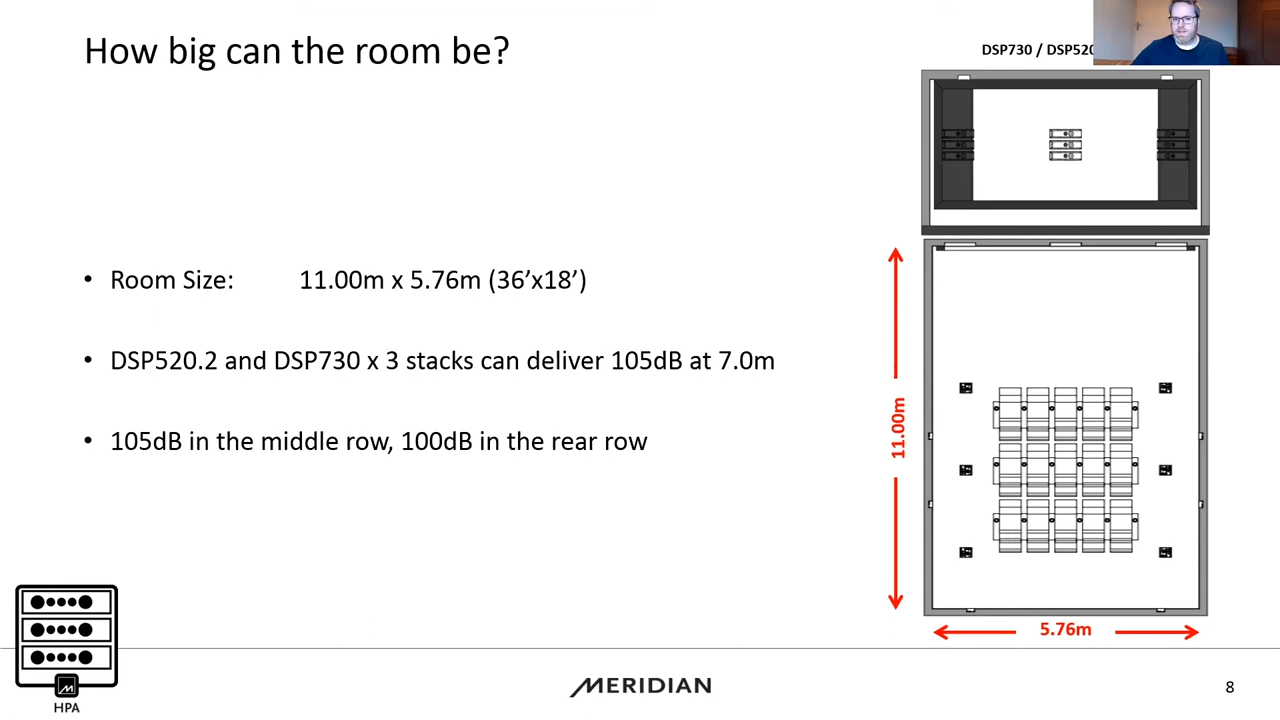 How big can the room be?
DSP730 / DSP520
• Room Size: 11.00m x 5.76m (36’x18’)
• DSP520.2 and DSP730 x 3 stacks can deliver 105dB at 7.0m
• 105dB in the middle row, 100dB in the rear row
11.00m
5.76m
HPA
MERIDIAN
8